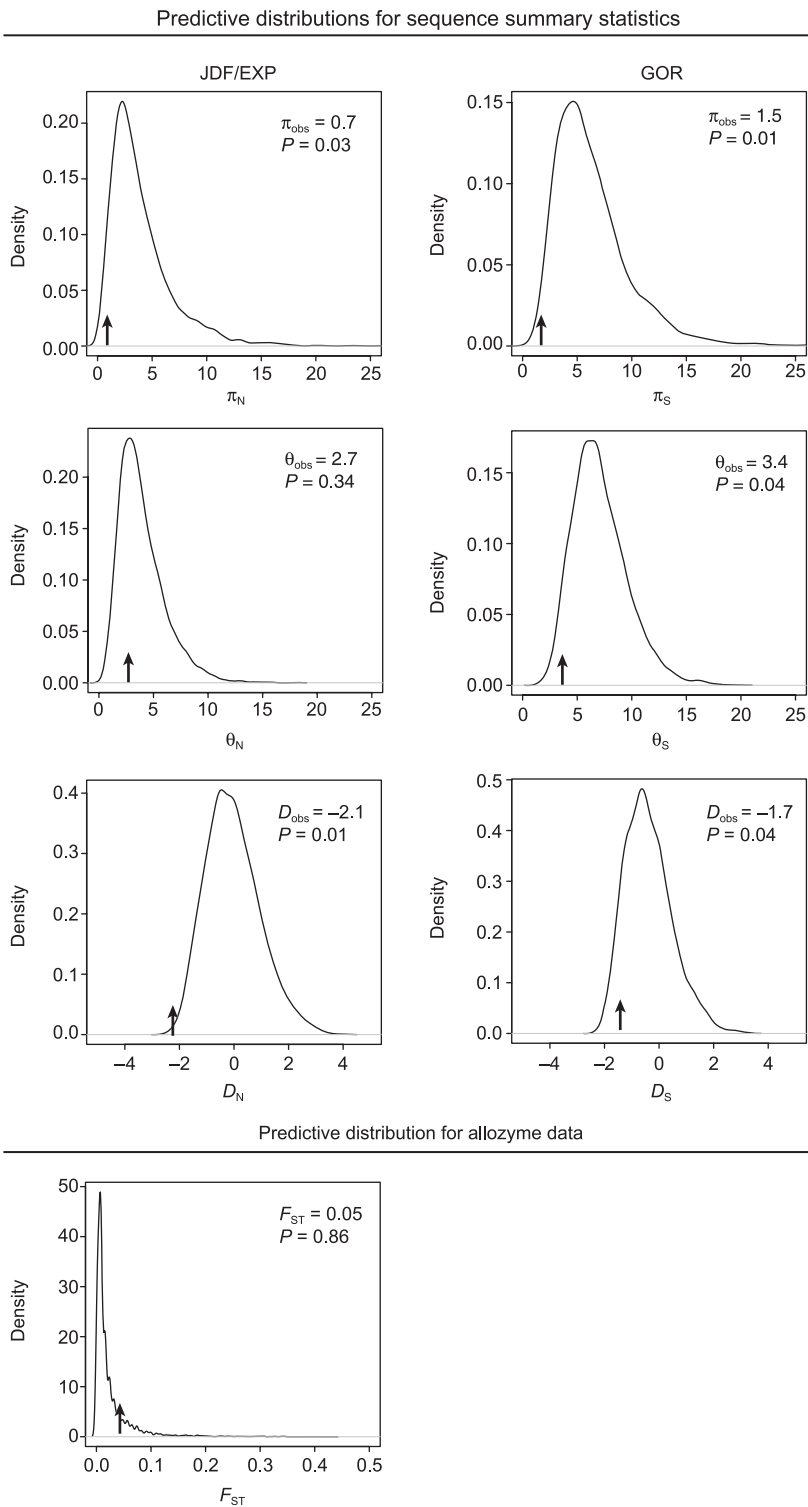 Predictive distributions for sequence summary statistics
JDF/EXP
π_obs = 0.7
P = 0.03
Density
0.20
0.15
0.10
0.05
0.00
0 5 10 15 20 25
π_N
GOR
π_obs = 1.5
P = 0.01
Density
0.15
0.10
0.05
0.00
0 5 10 15 20 25
π_S
θ_obs = 2.7
P = 0.34
Density
0.20
0.15
0.10
0.05
0.00
0 5 10 15 20 25
θ_N
θ_obs = 3.4
P = 0.04
Density
0.15
0.10
0.05
0.00
0 5 10 15 20 25
θ_S
D_obs = –2.1
P = 0.01
Density
0.4
0.3
0.2
0.1
0.0
–4 –2 0 2 4
D_N
D_obs = –1.7
P = 0.04
Density
0.5
0.4
0.3
0.2
0.1
0.0
–4 –2 0 2 4
D_S
Predictive distribution for allozyme data
F_ST = 0.05
P = 0.86
Density
50
40
30
20
10
0
0.0 0.1 0.2 0.3 0.4 0.5
F_ST